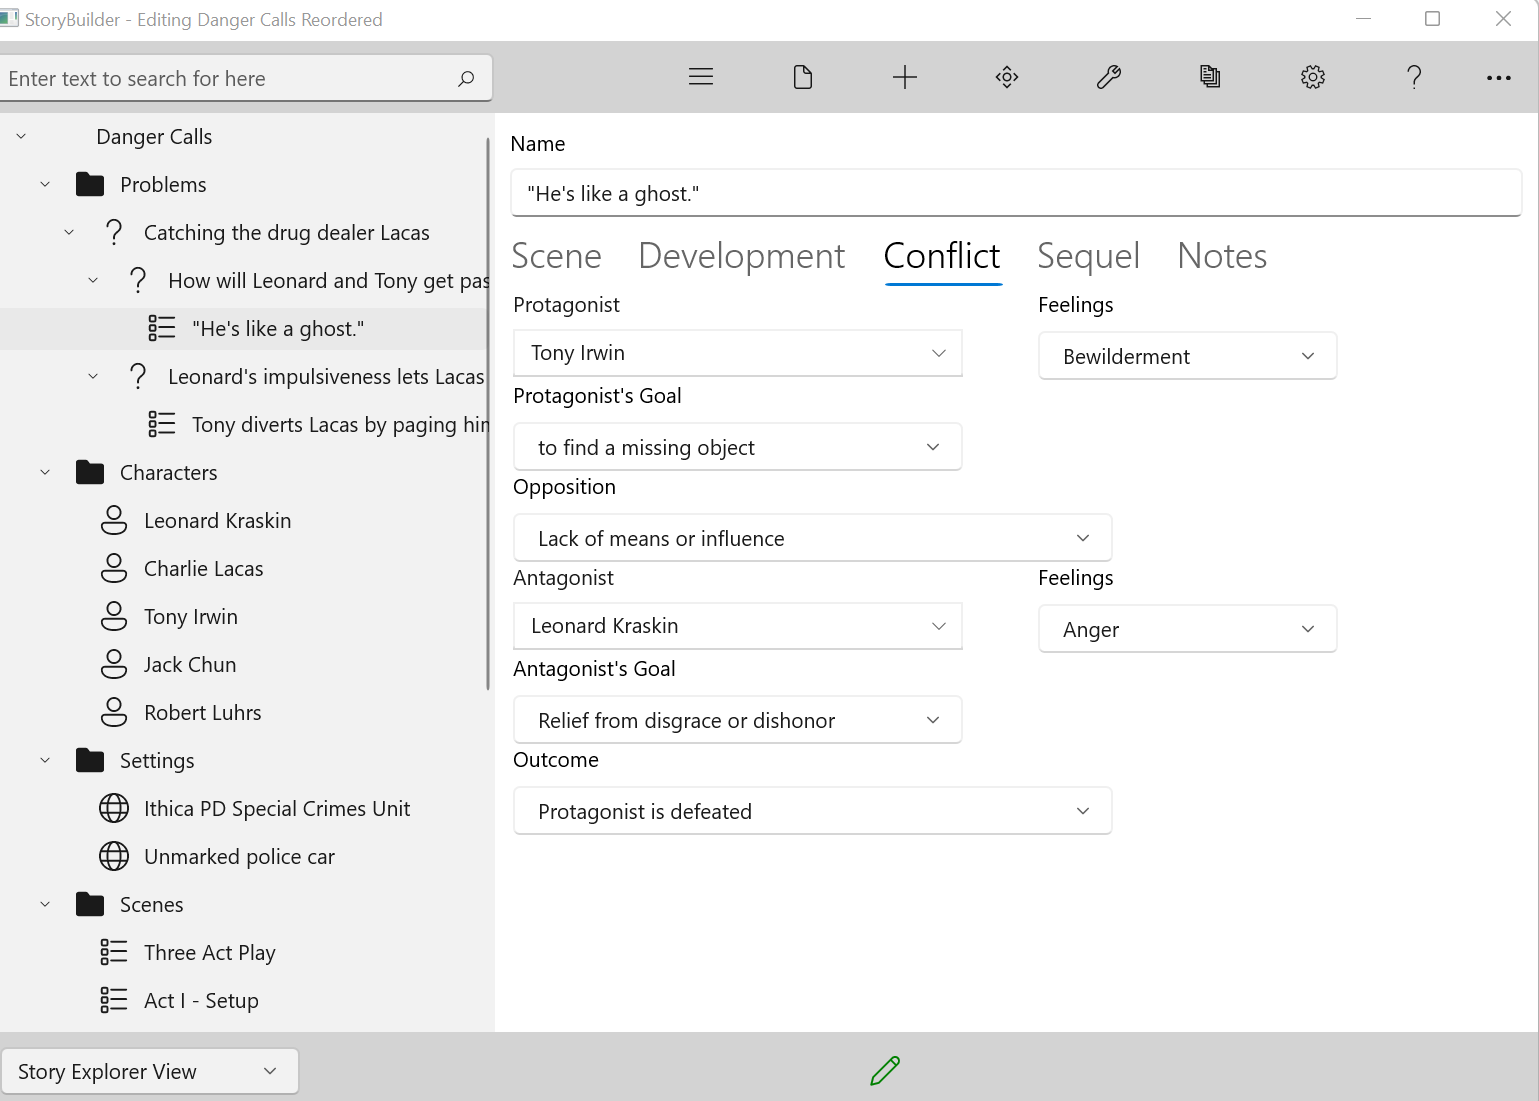 StoryBuilder - Editing Danger Calls Reordered
Enter text to search for here
Danger Calls
Problems
Catching the drug dealer Lacas
How will Leonard and Tony get pas
"He's like a ghost."
Leonard's impulsiveness lets Lacas
Tony diverts Lacas by paging him
Characters
Leonard Kraskin
Charlie Lacas
Tony Irwin
Jack Chun
Robert Luhrs
Settings
Ithica PD Special Crimes Unit
Unmarked police car
Scenes
Three Act Play
Act I - Setup
Story Explorer View
Name
"He's like a ghost."
Scene Development Conflict Sequel Notes
Protagonist Feelings
Tony Irwin Bewilderment
Protagonist's Goal
to find a missing object
Opposition
Lack of means or influence
Antagonist Feelings
Leonard Kraskin Anger
Antagonist's Goal
Relief from disgrace or dishonor
Outcome
Protagonist is defeated